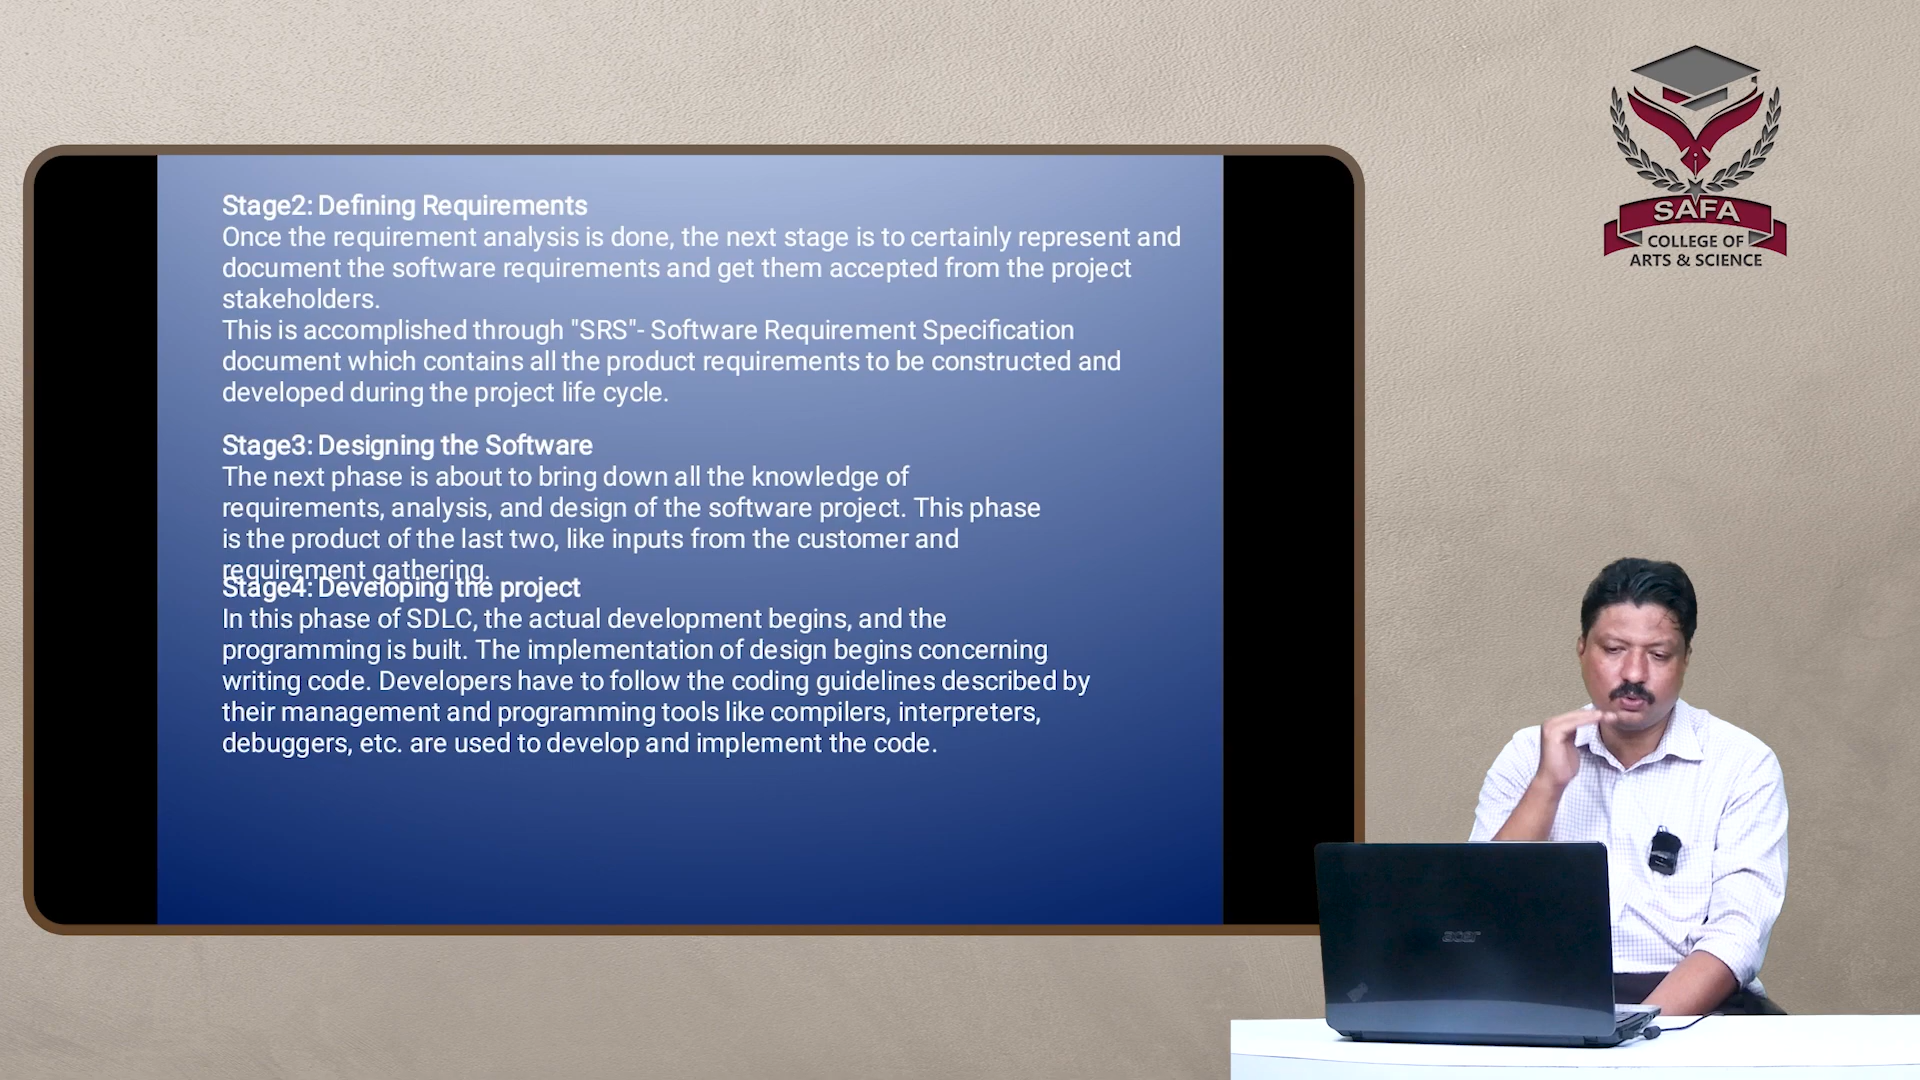 Stage2: Defining Requirements
Once the requirement analysis is done, the next stage is to certainly represent and
document the software requirements and get them accepted from the project
stakeholders.
This is accomplished through "SRS"- Software Requirement Specification
document which contains all the product requirements to be constructed and
developed during the project life cycle.
Stage3: Designing the Software
The next phase is about to bring down all the knowledge of
requirements, analysis, and design of the software project. This phase
is the product of the last two, like inputs from the customer and
requirement gathering.
Stage4: Developing the project
In this phase of SDLC, the actual development begins, and the
programming is built. The implementation of design begins concerning
writing code. Developers have to follow the coding guidelines described by
their management and programming tools like compilers, interpreters,
debuggers, etc. are used to develop and implement the code.
SAFA
COLLEGE OF
ARTS & SCIENCE
acer